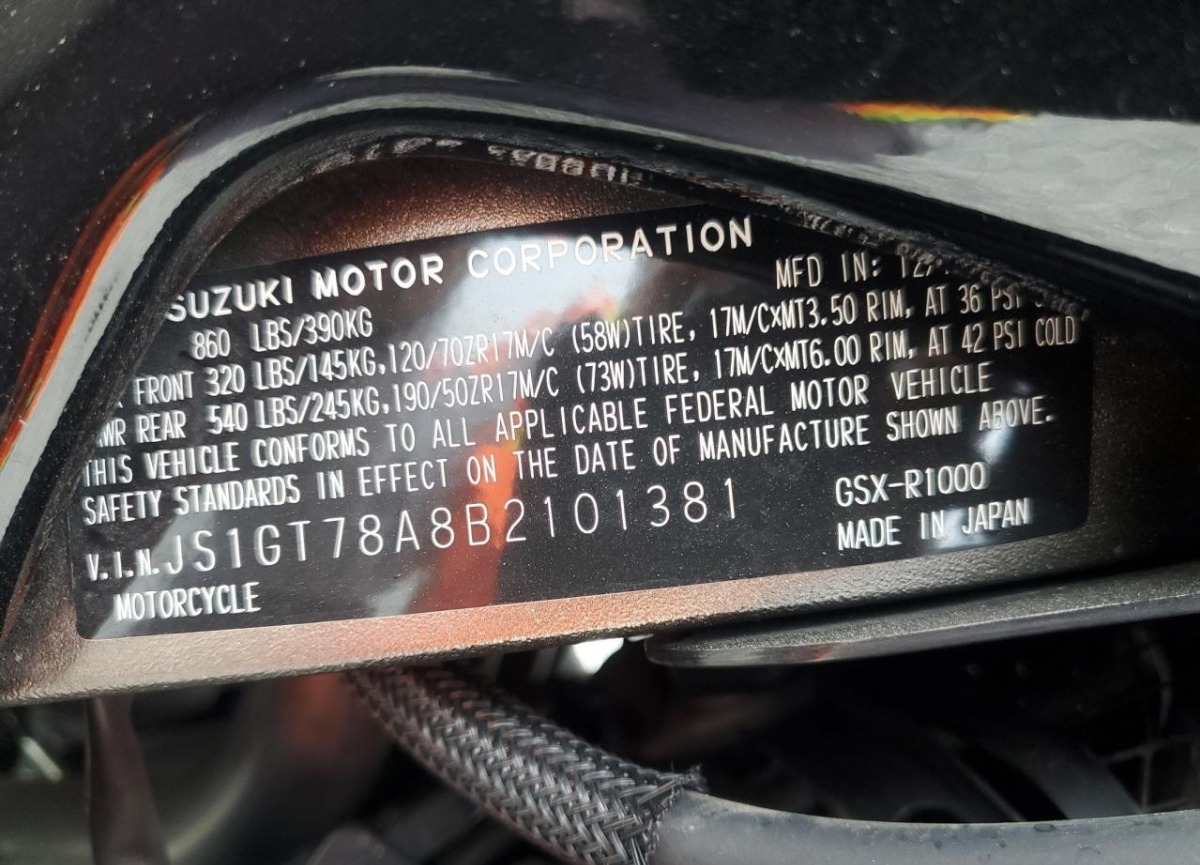 SUZUKI MOTOR CORPORATION
MFD IN:
860 LBS/390KG
FRONT 320 LBS/145KG,120/70ZR17M/C (58W)TIRE, 17M/C×MT3.50 RIM, AT 36 PSI
REAR 540 LBS/245KG,190/50ZR17M/C (73W)TIRE, 17M/C×MT6.00 RIM, AT 42 PSI COLD
THIS VEHICLE CONFORMS TO ALL APPLICABLE FEDERAL MOTOR VEHICLE
SAFETY STANDARDS IN EFFECT ON THE DATE OF MANUFACTURE SHOWN ABOVE.
V.I.N.JS1GT78A8B2101381 GSX-R1000
MOTORCYCLE MADE IN JAPAN